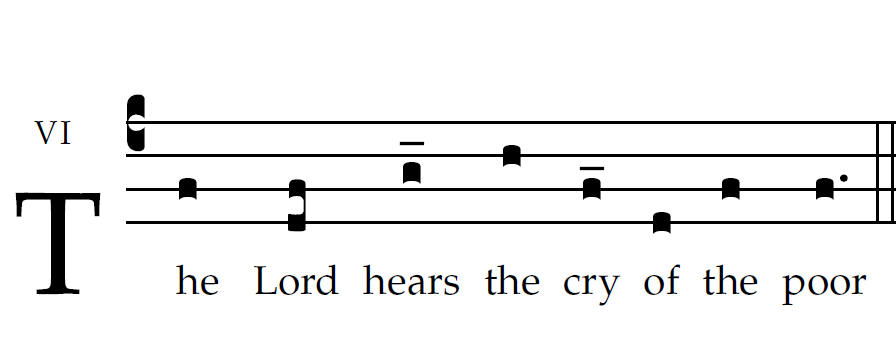 VI
The Lord hears the cry of the poor